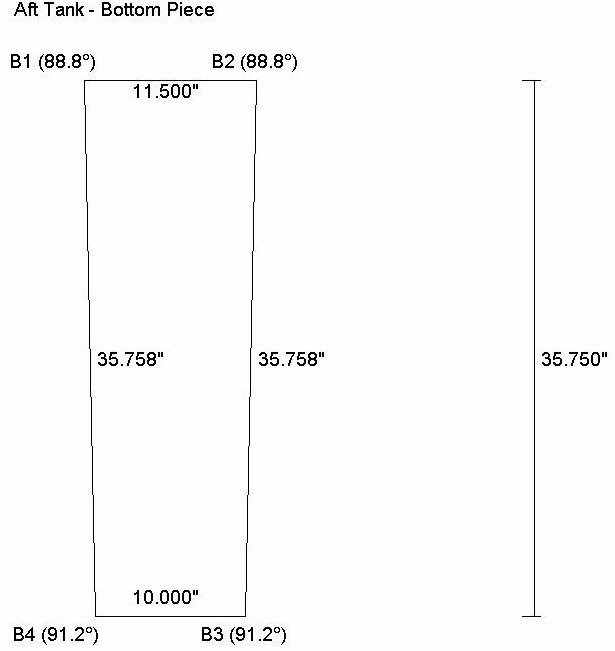 Aft Tank - Bottom Piece
B1 (88.8°) B2 (88.8°)
11.500"
35.758" 35.758" 35.750"
10.000"
B4 (91.2°) B3 (91.2°)